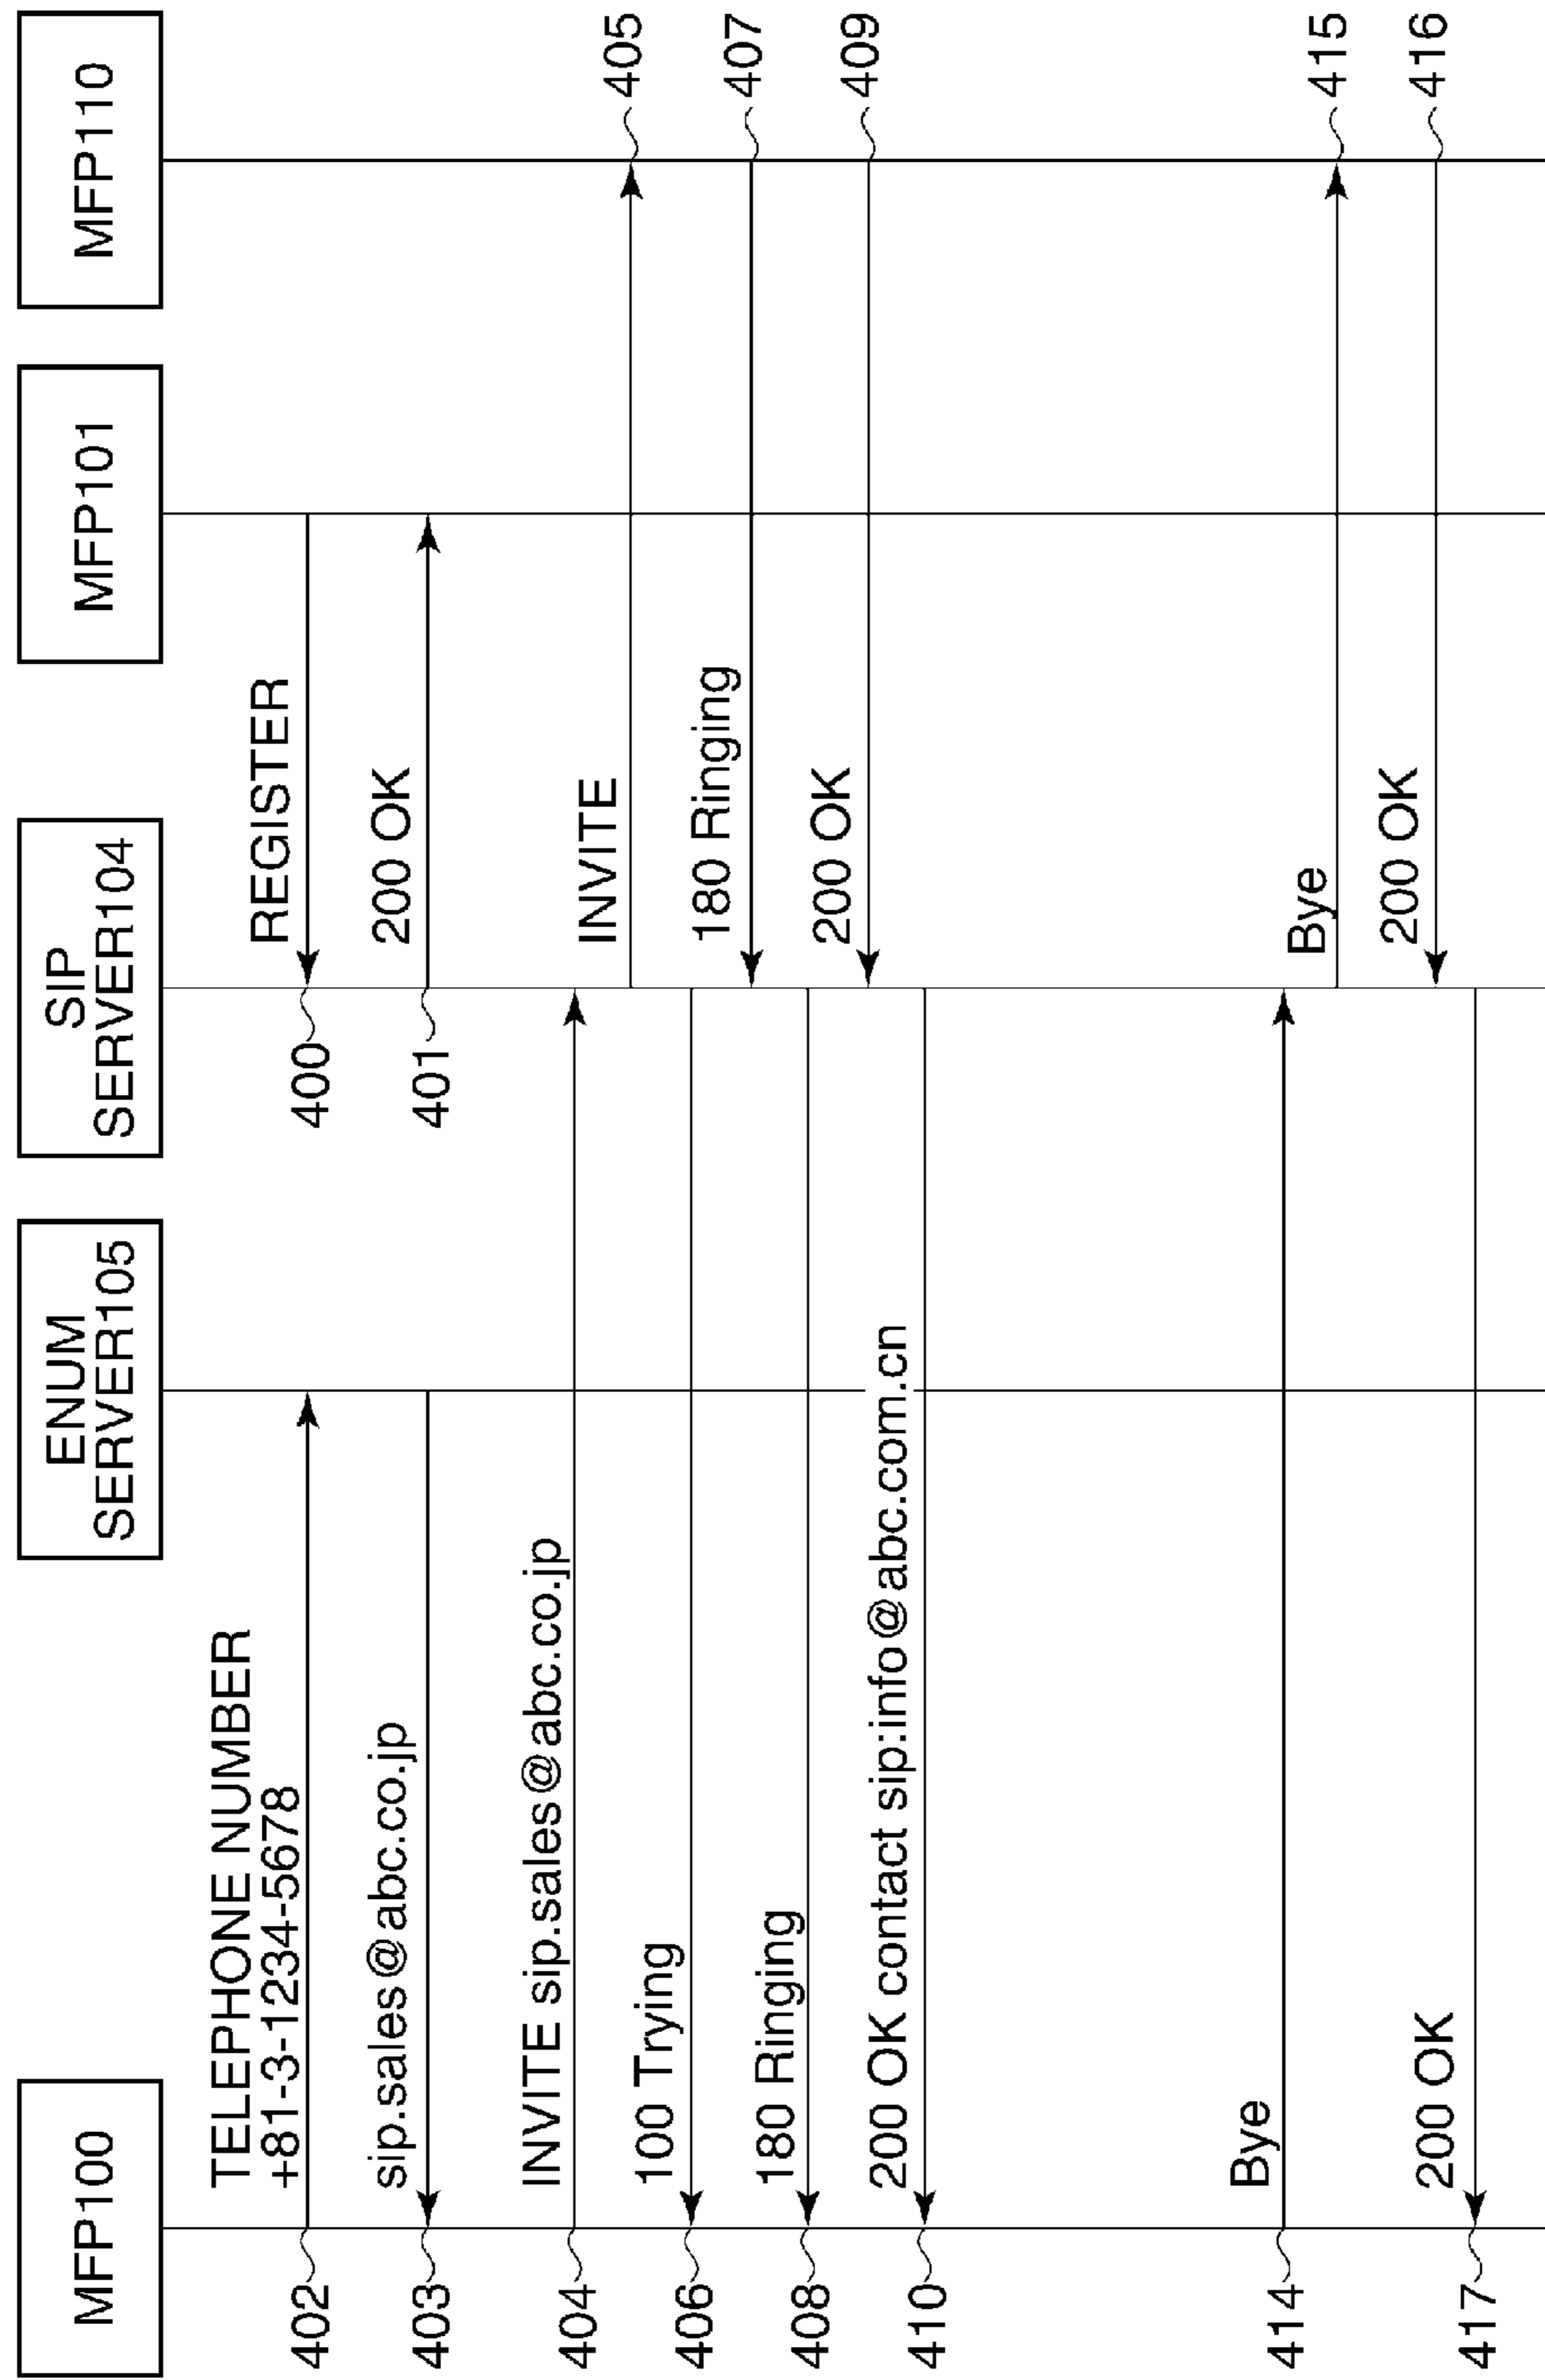 MFP100
ENUM
SERVER105
SIP
SERVER104
MFP101
MFP110
TELEPHONE NUMBER
+81-3-1234-5678
402
REGISTER
400
sip.sales@abc.co.jp
403
200 OK
401
INVITE sip.sales@abc.co.jp
404
INVITE
405
100 Trying
406
180 Ringing
407
180 Ringing
408
200 OK
409
200 OK contact sip:info@abc.com.cn
410
Bye
414
Bye
415
200 OK
416
200 OK
417